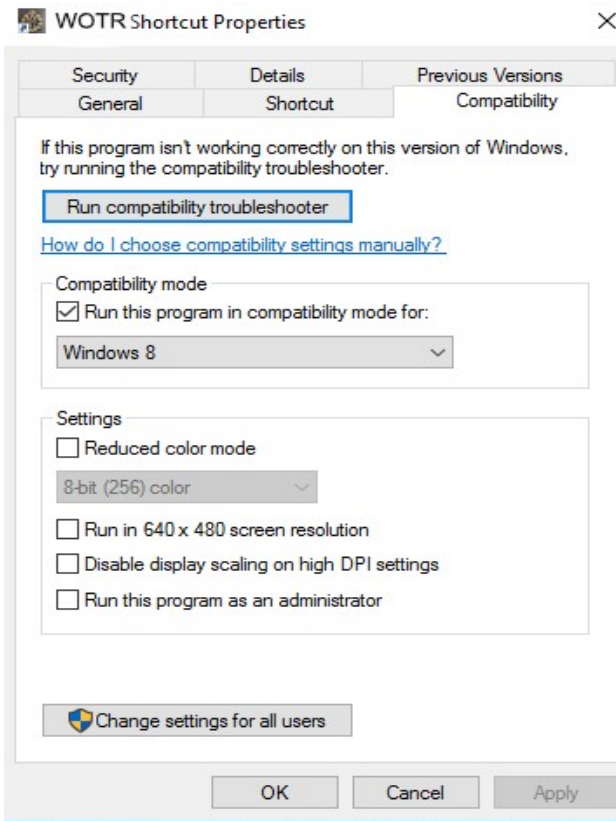 WOTR Shortcut Properties
Security Details Previous Versions
General Shortcut Compatibility
If this program isn't working correctly on this version of Windows,
try running the compatibility troubleshooter.
Run compatibility troubleshooter
How do I choose compatibility settings manually?
Compatibility mode
Run this program in compatibility mode for:
Windows 8
Settings
Reduced color mode
8-bit (256) color
Run in 640 x 480 screen resolution
Disable display scaling on high DPI settings
Run this program as an administrator
Change settings for all users
OK Cancel Apply